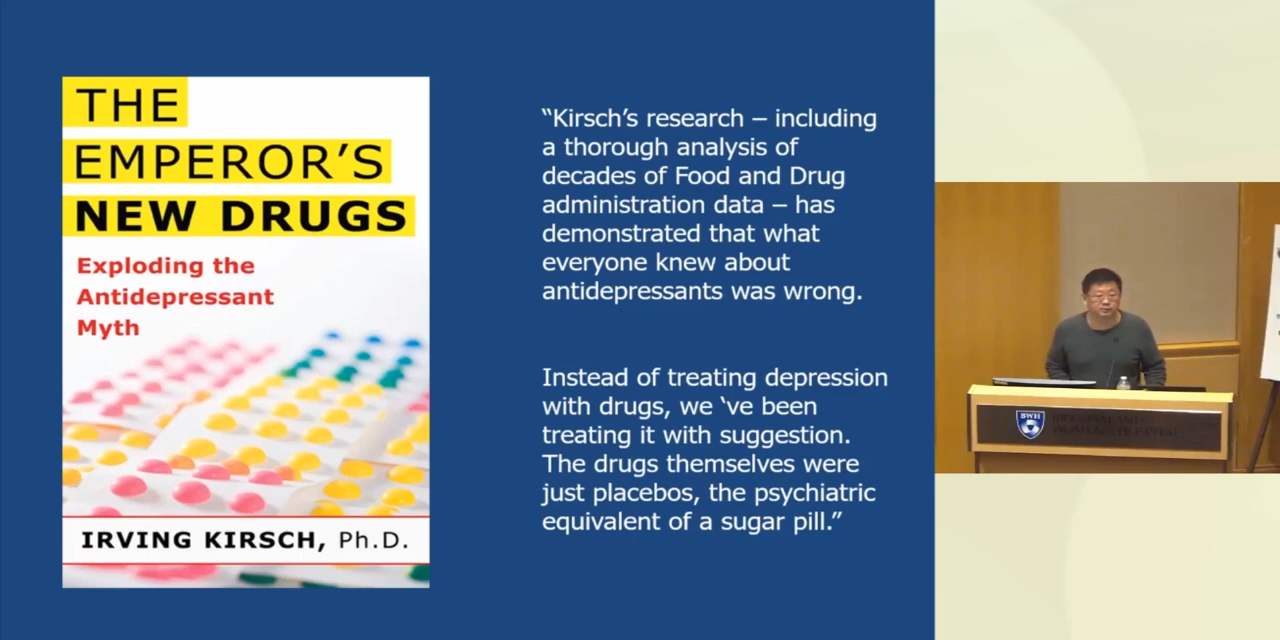 THE
EMPEROR’S
NEW DRUGS
Exploding the
Antidepressant
Myth
IRVING KIRSCH, Ph.D.
“Kirsch’s research – including
a thorough analysis of
decades of Food and Drug
administration data – has
demonstrated that what
everyone knew about
antidepressants was wrong.
Instead of treating depression
with drugs, we ‘ve been
treating it with suggestion.
The drugs themselves were
just placebos, the psychiatric
equivalent of a sugar pill.”
BWH